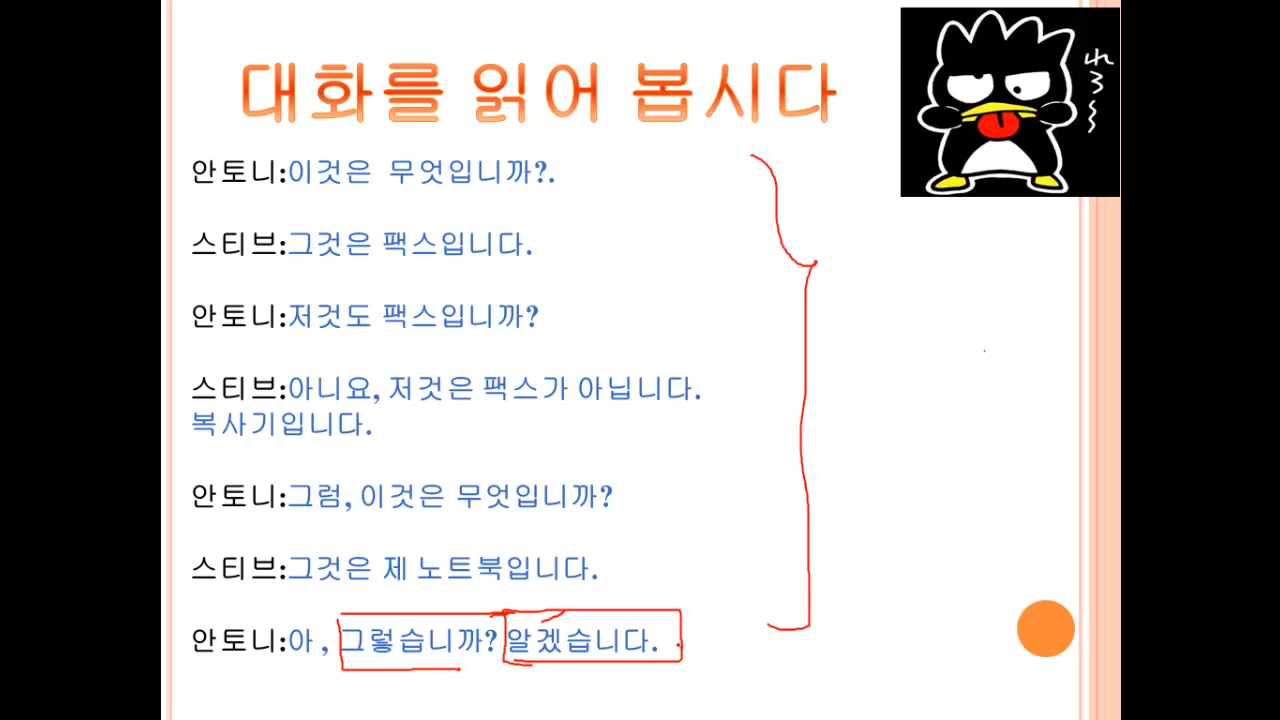 대화를 읽어 봅시다
안토니:이것은 무엇입니까?.
스티브:그것은 팩스입니다.
안토니:저것도 팩스입니까?
스티브:아니요, 저것은 팩스가 아닙니다.
복사기입니다.
안토니:그럼, 이것은 무엇입니까?
스티브:그것은 제 노트북입니다.
안토니:아 , 그렇습니까? 알겠습니다.